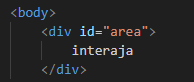 <body>
<div id="area">
interaja
</div>